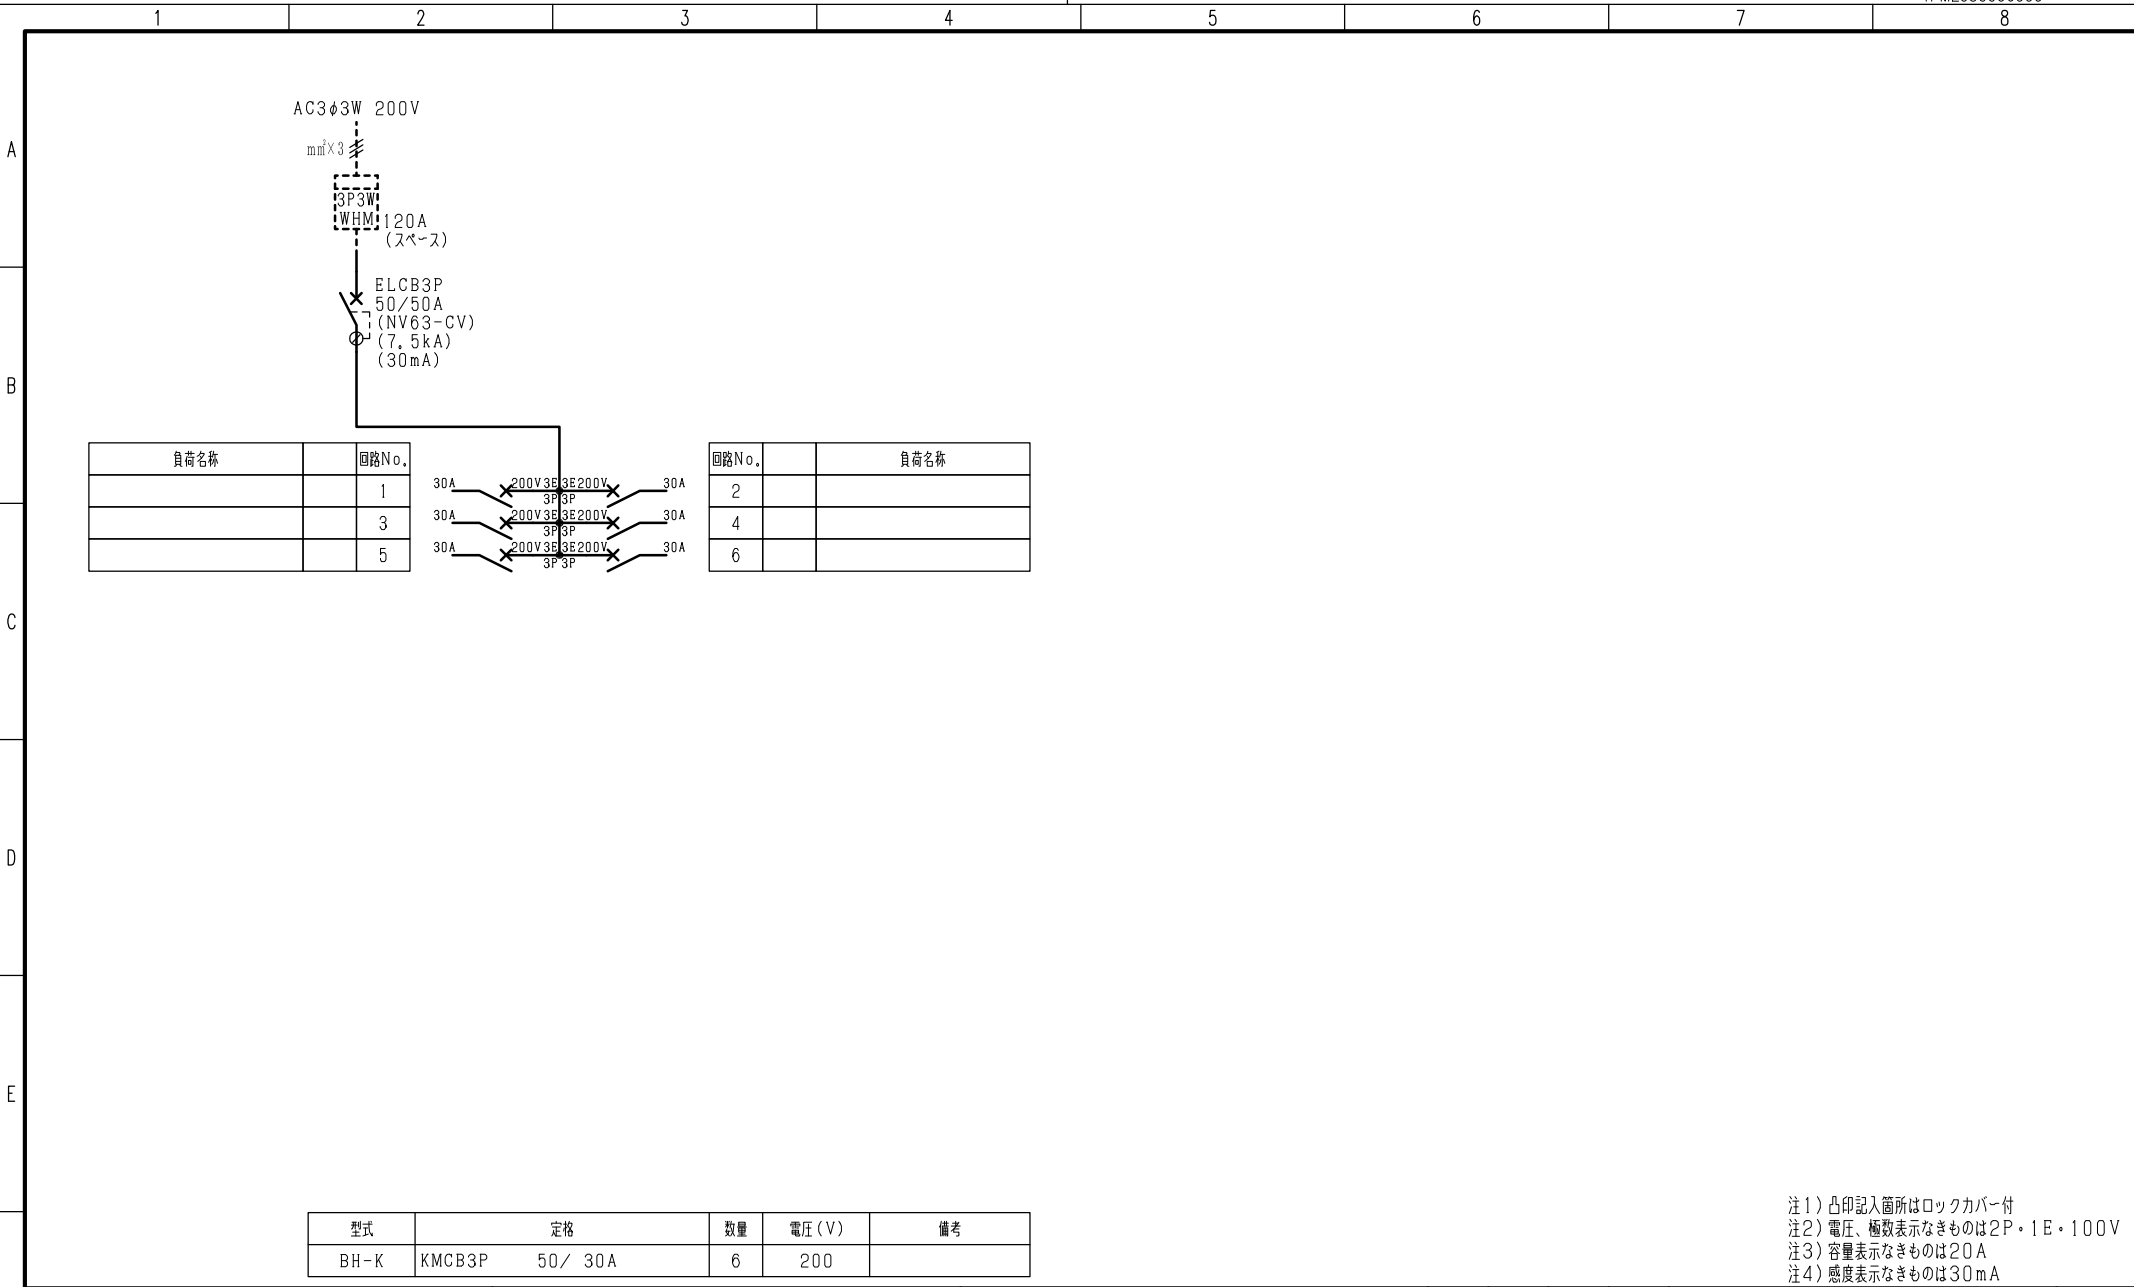 1 2 3 4 5 6 7 8
A
B
C
D
E
AC3φ3W 200V
mm²×3
3P3W
WHM
120A
(スペース)
ELCB3P
50/50A
(NV63-CV)
(7.5kA)
(30mA)
負荷名称 回路No. 回路No. 負荷名称
1 30A 200V 3E 3E 200V 30A 2
3P 3P
3 30A 200V 3E 3E 200V 30A 4
3P 3P
5 30A 200V 3E 3E 200V 30A 6
3P 3P
型式 定格 数量 電圧(V) 備考
BH-K KMCB3P 50/ 30A 6 200
注1)凸印記入箇所はロックカバー付
注2)電圧、極数表示なきものは2P・1E・100V
注3)容量表示なきものは20A
注4)感度表示なきものは30mA